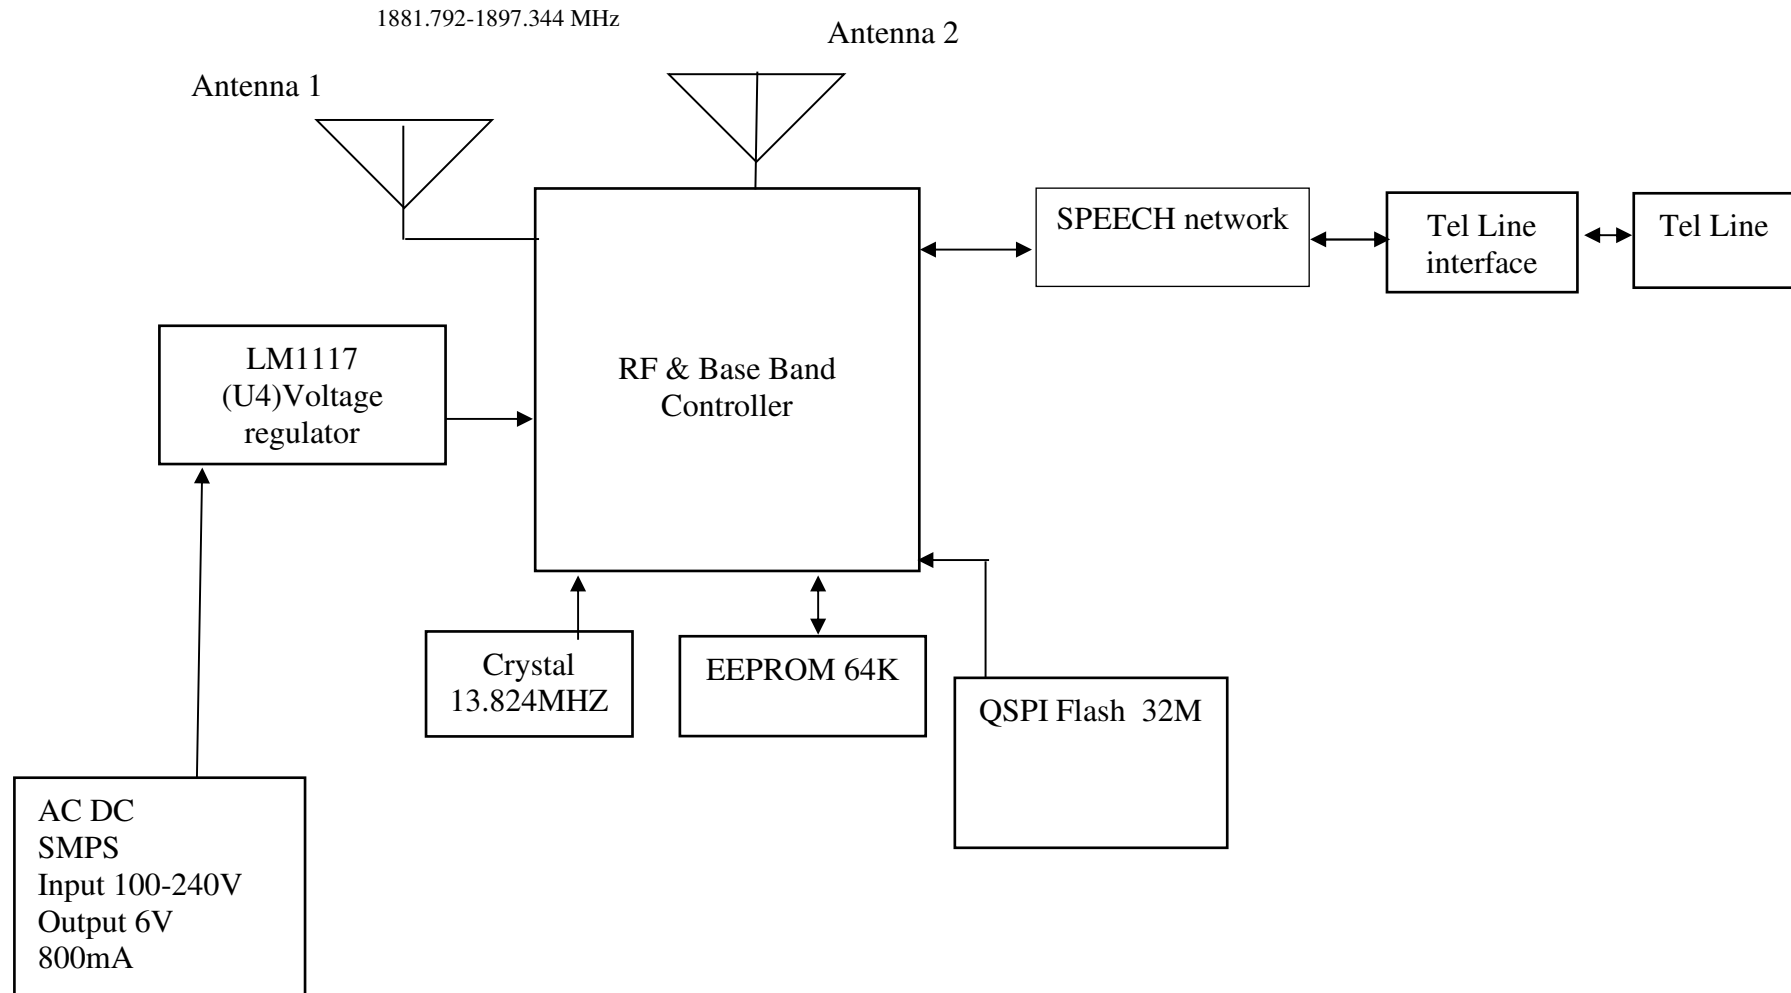 1881.792-1897.344 MHz
Antenna 2
Antenna 1
SPEECH network
Tel Line
interface
Tel Line
LM1117
(U4)Voltage
regulator
RF & Base Band
Controller
Crystal
13.824MHZ
EEPROM 64K
QSPI Flash  32M
AC DC
SMPS
Input 100-240V
Output 6V
800mA